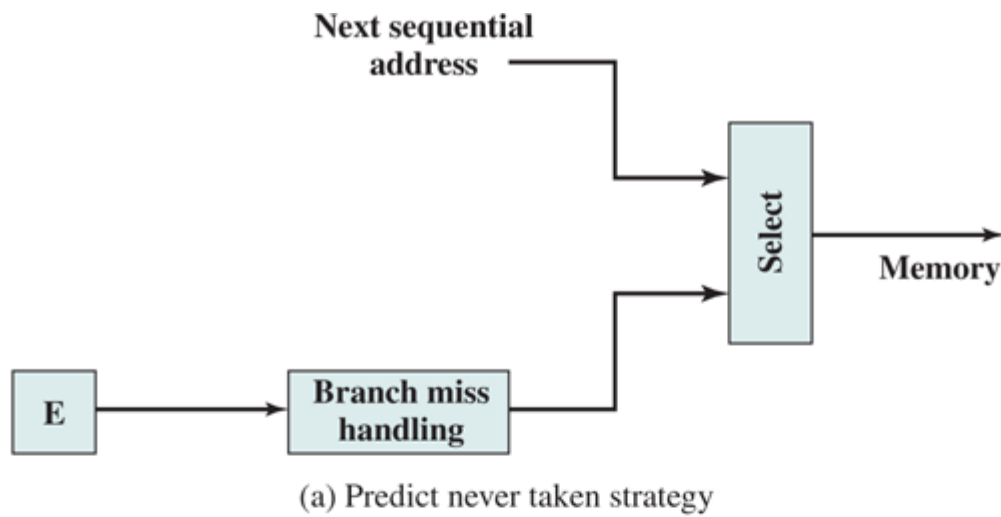 Next sequential
address
Select
Memory
E
Branch miss
handling
(a) Predict never taken strategy